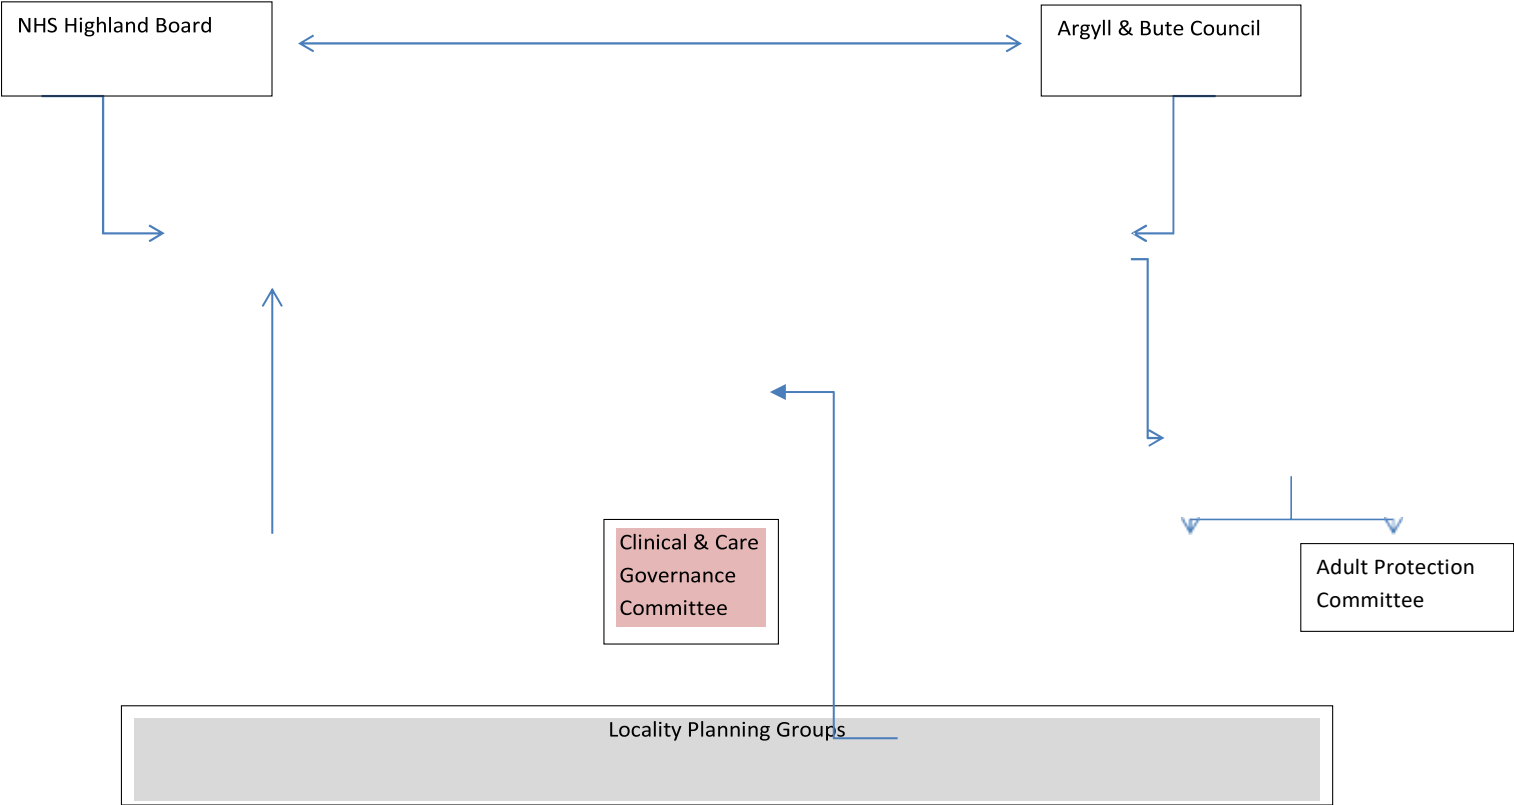 NHS Highland Board
Argyll & Bute Council
Clinical & Care
Governance
Committee
Adult Protection
Committee
Locality Planning Groups